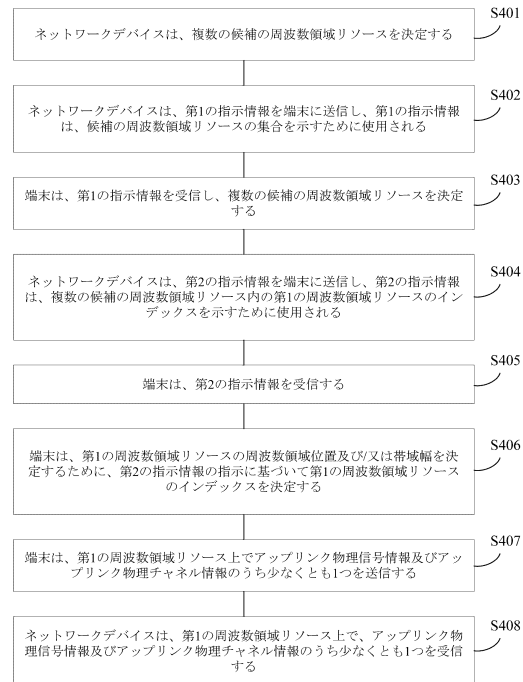 S401
ネットワークデバイスは、複数の候補の周波数領域リソースを決定する
S402
ネットワークデバイスは、第1の指示情報を端末に送信し、第1の指示情報
は、候補の周波数領域リソースの集合を示すために使用される
S403
端末は、第1の指示情報を受信し、複数の候補の周波数領域リソースを決定
する
S404
ネットワークデバイスは、第2の指示情報を端末に送信し、第2の指示情報
は、複数の候補の周波数領域リソース内の第1の周波数領域リソースのイン
デックスを示すために使用される
S405
端末は、第2の指示情報を受信する
S406
端末は、第1の周波数領域リソースの周波数領域位置及び/又は帯域幅を決
定するために、第2の指示情報の指示に基づいて第1の周波数領域リソース
のインデックスを決定する
S407
端末は、第1の周波数領域リソース上でアップリンク物理信号情報及びアッ
プリンク物理チャネル情報のうち少なくとも1つを送信する
S408
ネットワークデバイスは、第1の周波数領域リソース上で、アップリンク物
理信号情報及びアップリンク物理チャネル情報のうち少なくとも1つを受信
する